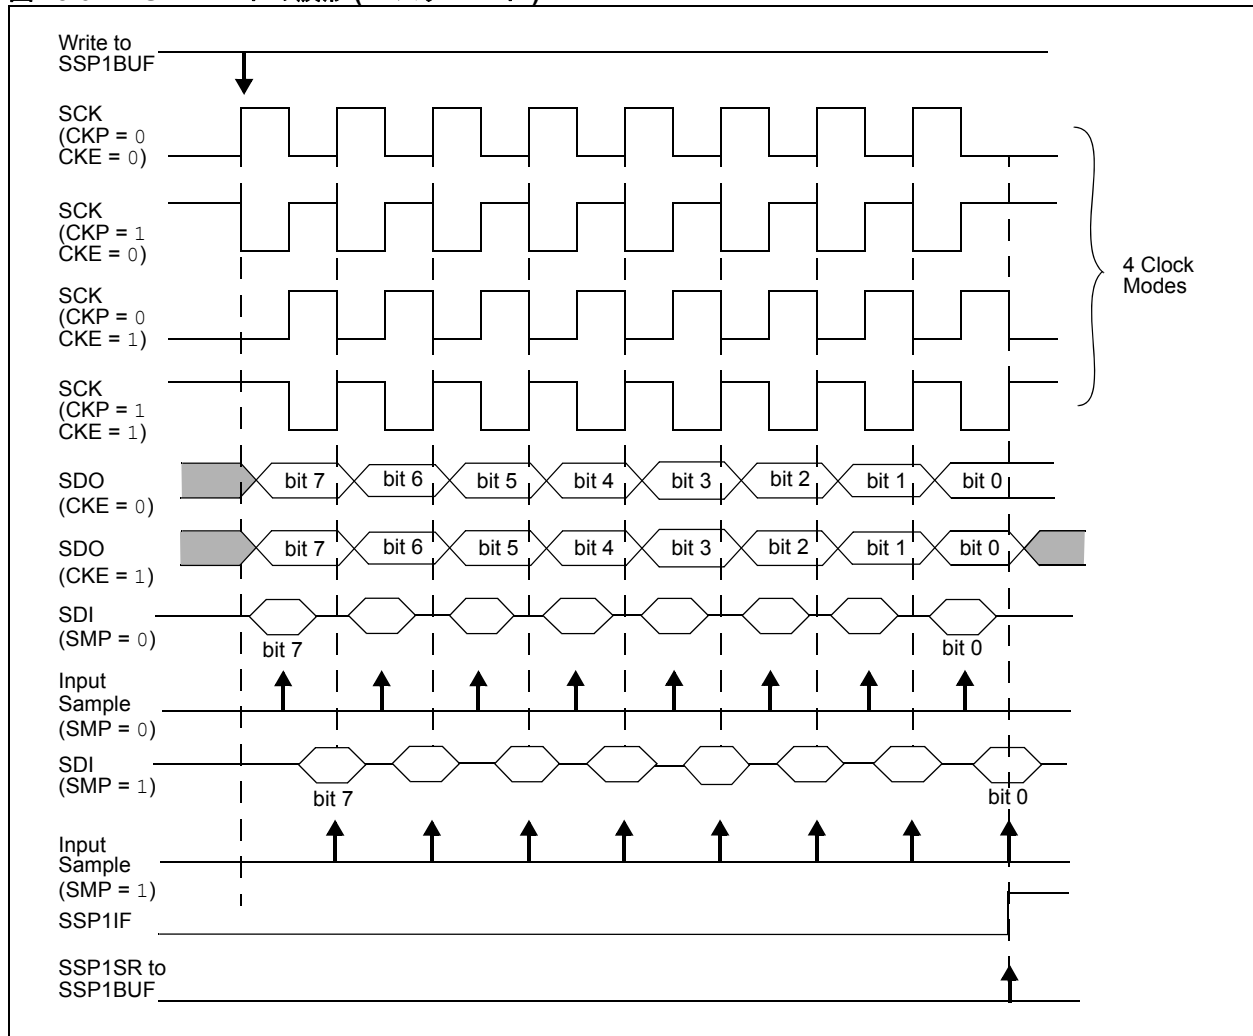 Write to
SSP1BUF
SCK
(CKP = 0
CKE = 0)
SCK
(CKP = 1
CKE = 0)
SCK
(CKP = 0
CKE = 1)
SCK
(CKP = 1
CKE = 1)
4 Clock
Modes
SDO
(CKE = 0)
bit 7 bit 6 bit 5 bit 4 bit 3 bit 2 bit 1 bit 0
SDO
(CKE = 1)
bit 7 bit 6 bit 5 bit 4 bit 3 bit 2 bit 1 bit 0
SDI
(SMP = 0)
bit 7 bit 0
Input
Sample
(SMP = 0)
SDI
(SMP = 1)
bit 7 bit 0
Input
Sample
(SMP = 1)
SSP1IF
SSP1SR to
SSP1BUF